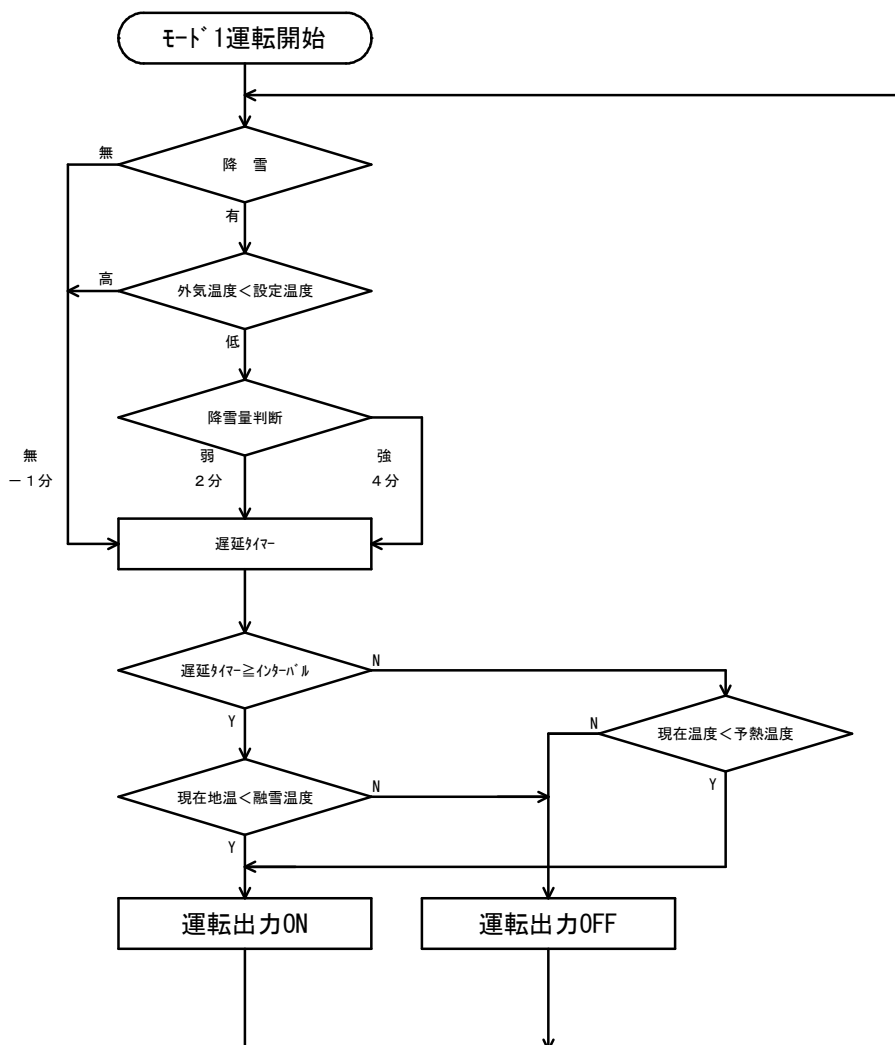 ﾓｰﾄﾞ1運転開始
無
降　雪
有
高
外気温度＜設定温度
低
降雪量判断
無
－１分
弱
２分
強
４分
遅延ﾀｲﾏｰ
遅延ﾀｲﾏｰ≧ｲﾝﾀｰﾊﾞﾙ
N
Y
N
現在温度＜予熱温度
Y
現在地温＜融雪温度
N
Y
運転出力ON
運転出力OFF